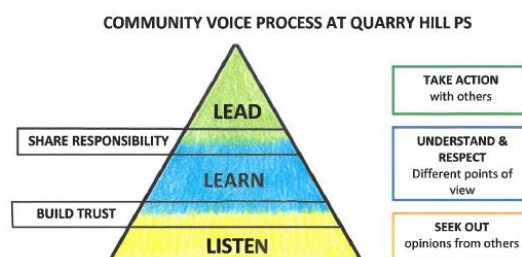 COMMUNITY VOICE PROCESS AT QUARRY HILL PS
LEAD
TAKE ACTION
with others
SHARE RESPONSIBILITY
LEARN
UNDERSTAND &
RESPECT
Different points of
view
BUILD TRUST
LISTEN
SEEK OUT
opinions from others